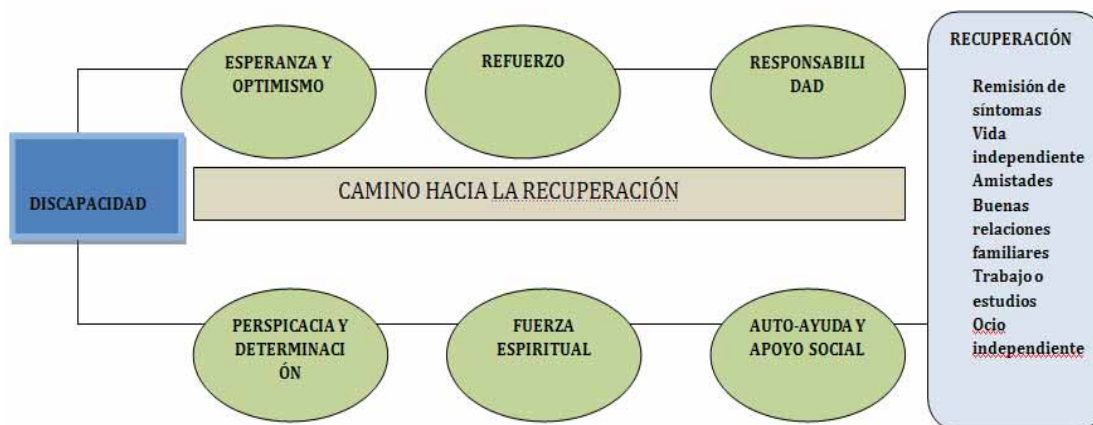 ESPERANZA Y
OPTIMISMO
REFUERZO
RESPONSABILI
DAD
DISCAPACIDAD
CAMINO HACIA LA RECUPERACIÓN
PERSPICACIA Y
DETERMINACI
ÓN
FUERZA
ESPIRITUAL
AUTO-AYUDA Y
APOYO SOCIAL
RECUPERACIÓN
Remisión de
síntomas
Vida
independiente
Amistades
Buenas
relaciones
familiares
Trabajo o
estudios
Ocio
independiente